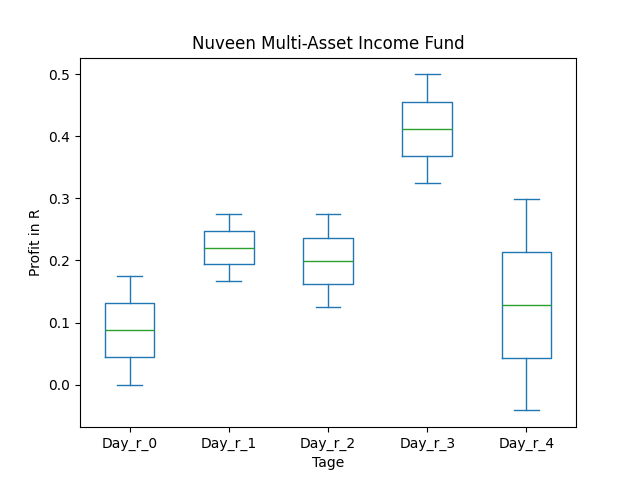 Nuveen Multi-Asset Income Fund
Profit in R
0.5
0.4
0.3
0.2
0.1
0.0
Day_r_0 Day_r_1 Day_r_2 Day_r_3 Day_r_4
Tage